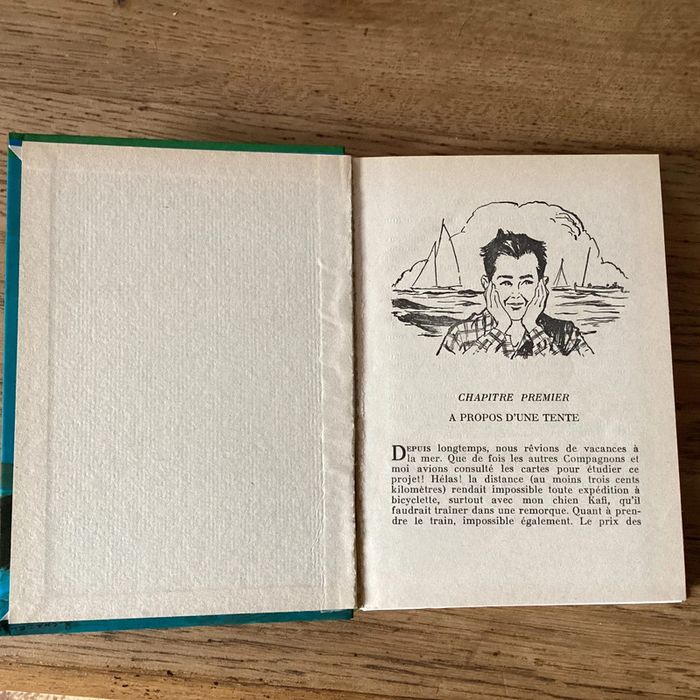 CHAPITRE PREMIER
A PROPOS D'UNE TENTE
DEPUIS longtemps, nous rêvions de vacances à
la mer. Que de fois les autres Compagnons et
moi avions consulté les cartes pour étudier ce
projet! Hélas! la distance (au moins trois cents
kilomètres) rendait impossible toute expédition à
bicyclette, surtout avec mon chien Kafi, qu'il
faudrait traîner dans une remorque. Quant à pren-
dre le train, impossible également. Le prix des